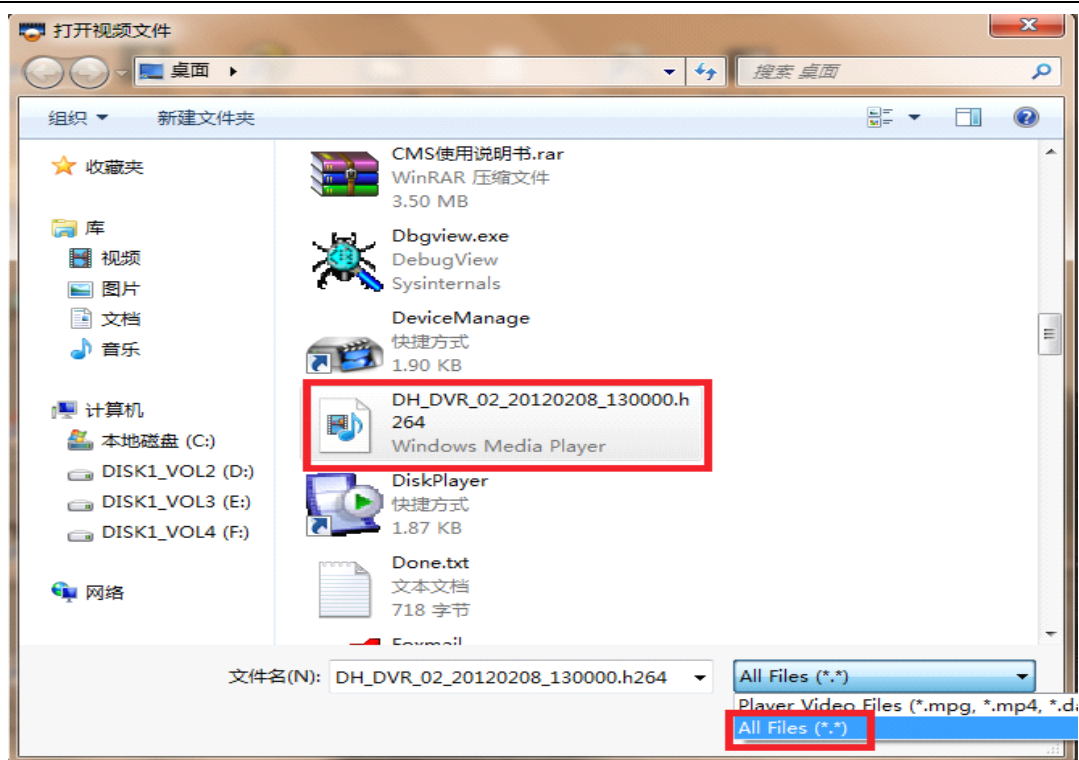 打开视频文件
桌面
搜索 桌面
组织
新建文件夹
收藏夹
库
视频
图片
文档
音乐
计算机
本地磁盘 (C:)
DISK1_VOL2 (D:)
DISK1_VOL3 (E:)
DISK1_VOL4 (F:)
网络
CMS使用说明书.rar
WinRAR 压缩文件
3.50 MB
Dbgview.exe
DebugView
Sysinternals
DeviceManage
快捷方式
1.90 KB
DH_DVR_02_20120208_130000.h
264
Windows Media Player
DiskPlayer
快捷方式
1.87 KB
Done.txt
文本文档
718 字节
Foxmail
文件名(N):
DH_DVR_02_20120208_130000.h264
All Files (*.*)
Player Video Files (*.mpg, *.mp4, *.da
All Files (*.*)